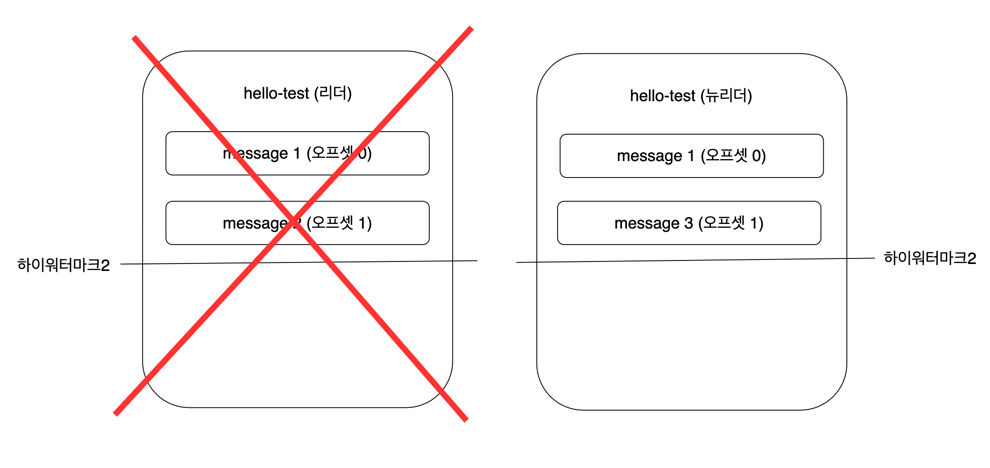 hello-test (리더)
message 1 (오프셋 0)
message 2 (오프셋 1)
하이워터마크2
hello-test (뉴리더)
message 1 (오프셋 0)
message 3 (오프셋 1)
하이워터마크2